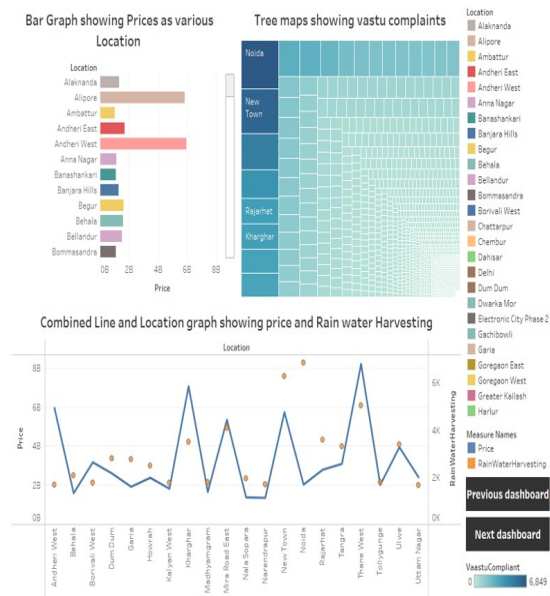 Bar Graph showing Prices as various
Location
Location
Alaknanda
Alipore
Ambattur
Andheri East
Andheri West
Anna Nagar
Banashankari
Banjara Hills
Begur
Behala
Bellandur
Bommasandra
0B 2B 4B 6B 8B
Price
Tree maps showing vastu complaints
Noida
New
Town
Rajarhat
Kharghar
Location
Alaknanda
Alipore
Ambattur
Andheri East
Andheri West
Anna Nagar
Banashankari
Banjara Hills
Begur
Behala
Bellandur
Bommasandra
Borivali West
Chattarpur
Chembur
Dahisar
Delhi
Dum Dum
Dwarka Mor
Electronic City Phase 2
Gachibowli
Garia
Goregaon East
Goregaon West
Greater Kailash
Harlur
Measure Names
Price
RainWaterHarvesting
Previous dashboard
Next dashboard
VaastuCompliant
0 6,849
Combined Line and Location graph showing price and Rain water Harvesting
Location
8B
6B
4B
2B
0B
Price
6K
4K
2K
0K
RainWaterHarvesting
Andheri West
Behala
Borivali West
Dum Dum
Garia
Howrah
Kalyan West
Kharghar
Madhyamgram
Mira Road East
Nala Sopara
Narendrapur
New Town
Noida
Rajarhat
Tangra
Thane West
Tollygunge
Ulwe
Uttam Nagar